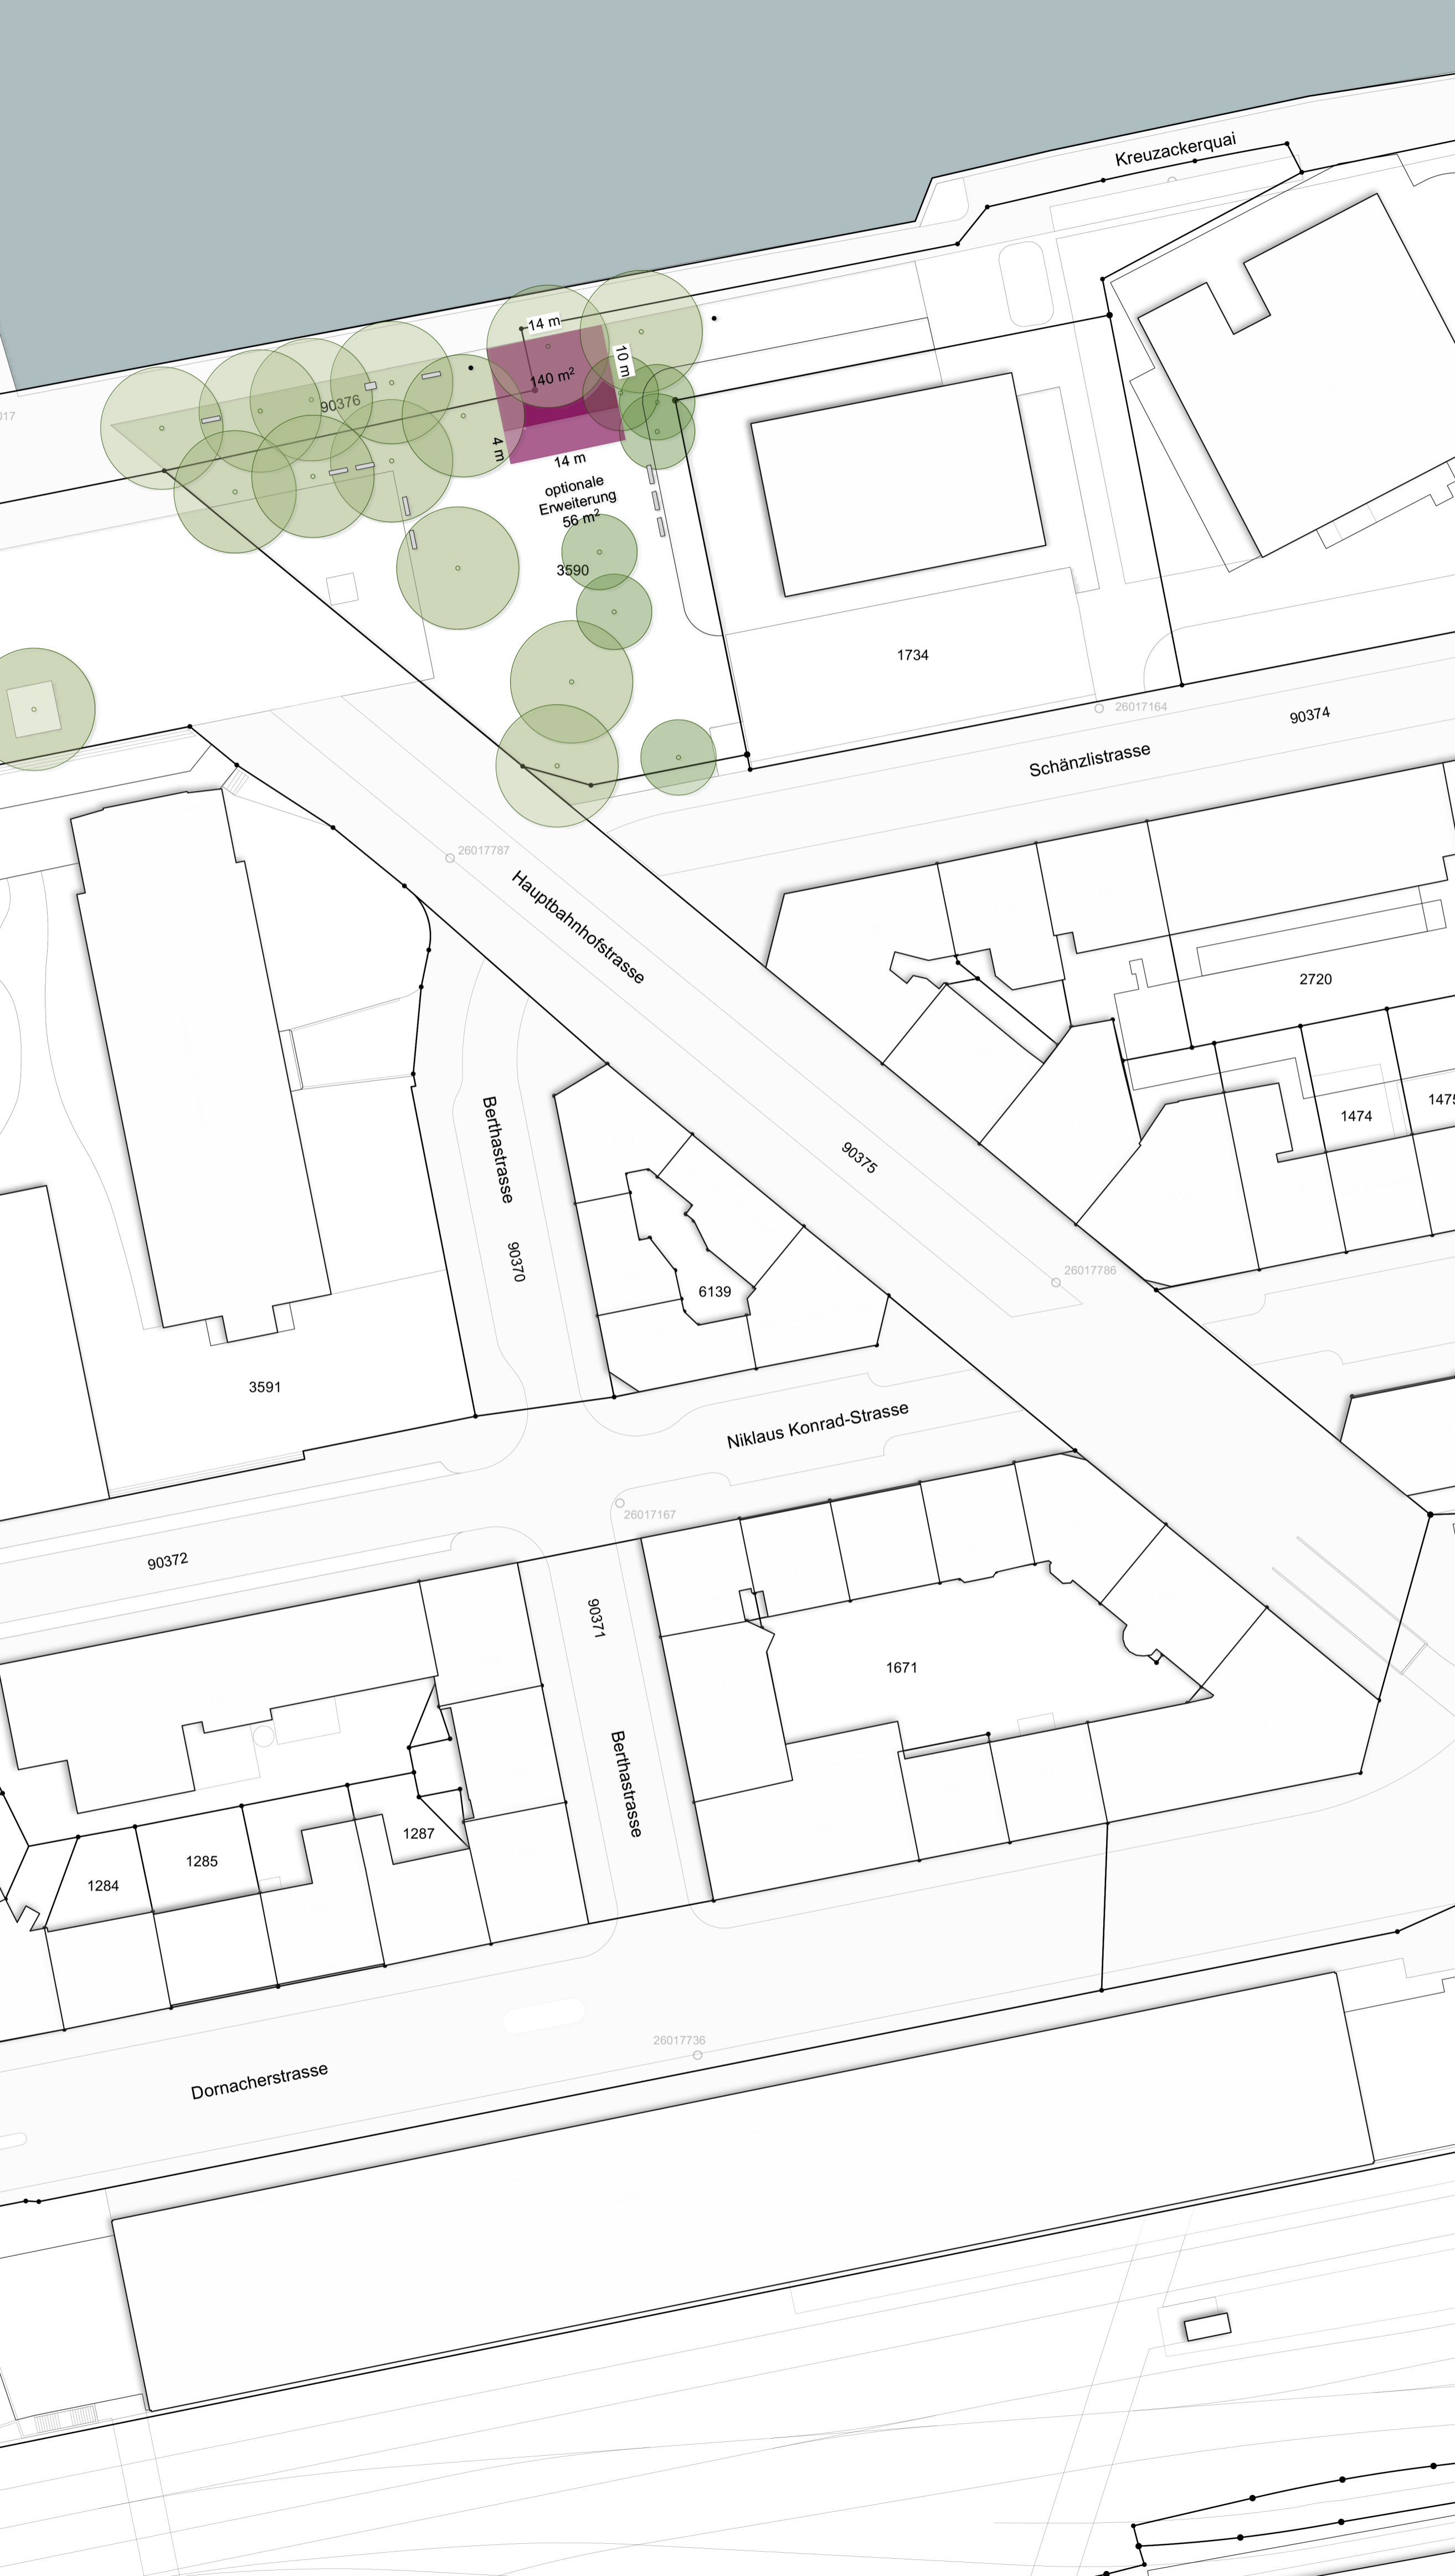 Kreuzackerquai
14 m
10 m
140 m²
90376
017
4 m
14 m
optionale
Erweiterung
56 m²
3590
1734
26017164
90374
Schänzlistrasse
26017787
Hauptbahnhofstrasse
2720
Berthastrasse
90375
1474
1475
90370
26017786
6139
3591
Niklaus Konrad-Strasse
26017167
90372
90371
1671
Berthastrasse
1287
1285
1284
26017736
Dornacherstrasse